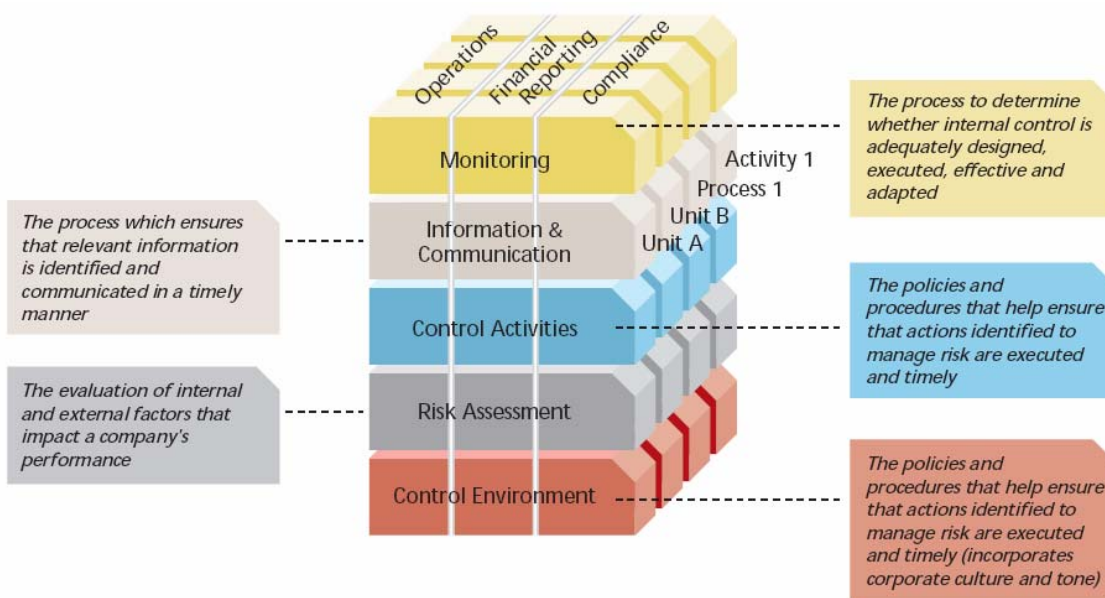 Operations
Financial
Reporting
Compliance
Monitoring
Information &
Communication
Control Activities
Risk Assessment
Control Environment
Activity 1
Process 1
Unit B
Unit A
The process which ensures
that relevant information
is identified and
communicated in a timely
manner
The evaluation of internal
and external factors that
impact a company's
performance
The process to determine
whether internal control is
adequately designed,
executed, effective and
adapted
The policies and
procedures that help ensure
that actions identified to
manage risk are executed
and timely
The policies and
procedures that help ensure
that actions identified to
manage risk are executed
and timely (incorporates
corporate culture and tone)